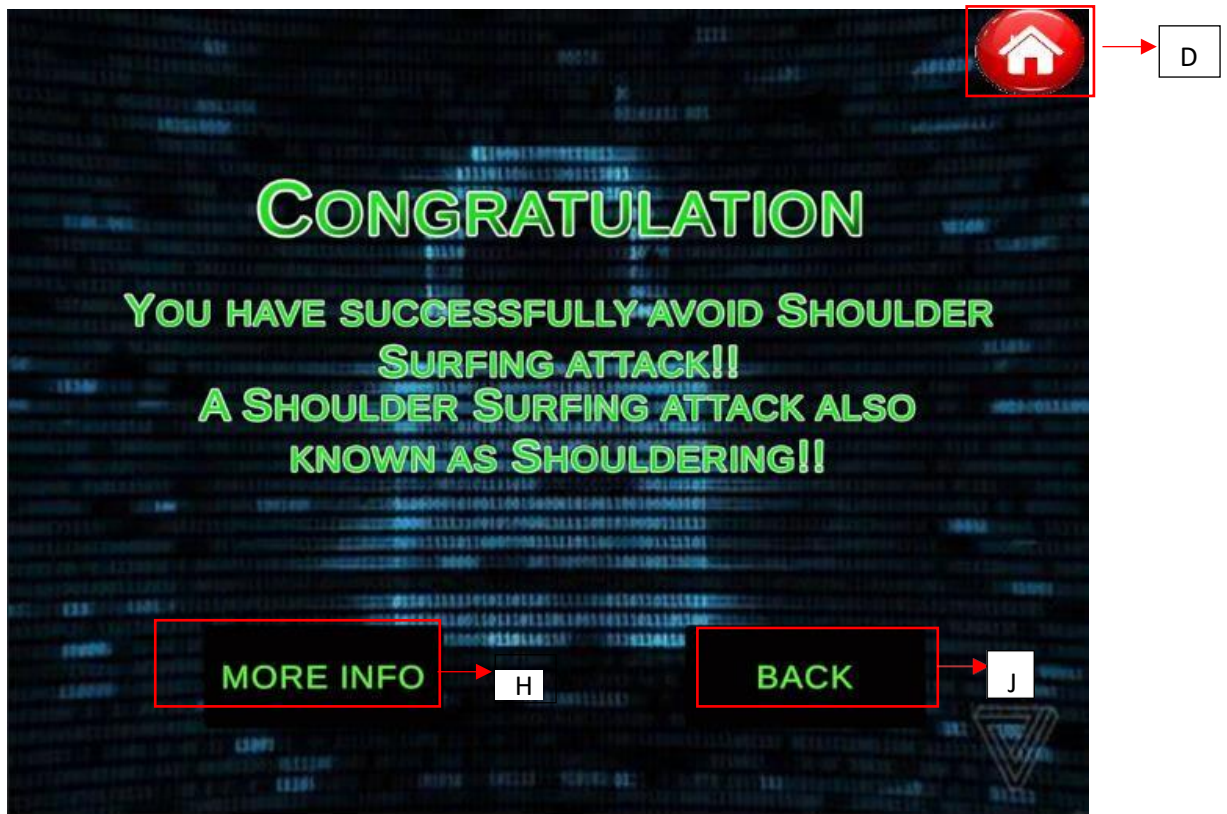 D
CONGRATULATION
YOU HAVE SUCCESSFULLY AVOID SHOULDER
SURFING ATTACK!!
A SHOULDER SURFING ATTACK ALSO
KNOWN AS SHOULDERING!!
MORE INFO
H
BACK
J